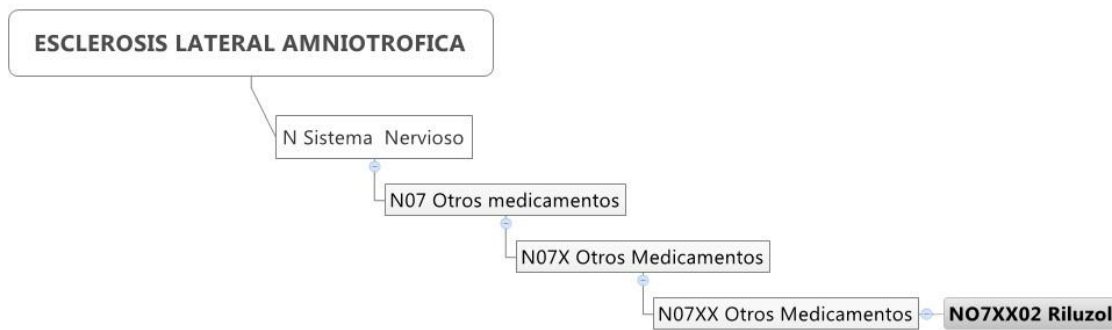 ESCLEROSIS LATERAL AMNIOTROFICA
N Sistema  Nervioso
N07 Otros medicamentos
N07X Otros Medicamentos
N07XX Otros Medicamentos
NO7XX02 Riluzol